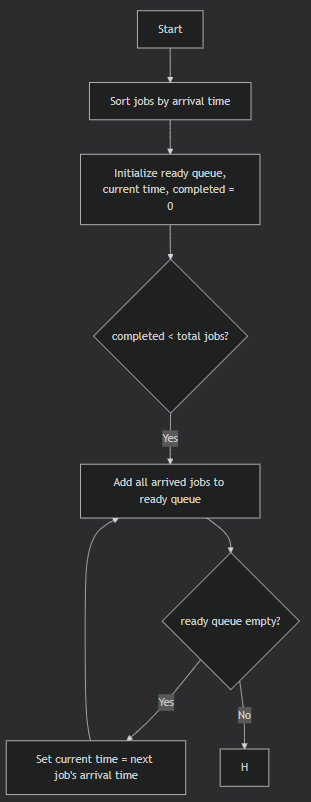 Start
Sort jobs by arrival time
Initialize ready queue,
current time, completed =
0
completed < total jobs?
Yes
Add all arrived jobs to
ready queue
ready queue empty?
Yes
No
Set current time = next
job's arrival time
H